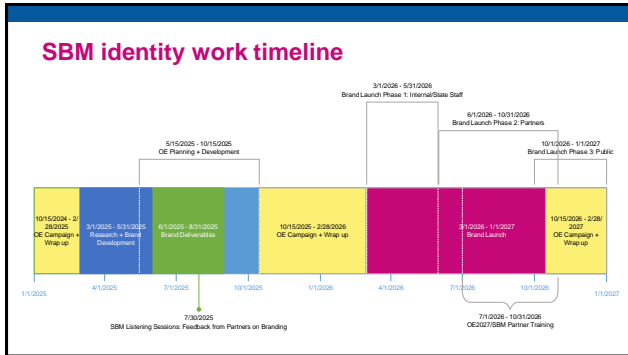 SBM identity work timeline
3/1/2026 - 5/31/2026
Brand Launch Phase 1: Internal/State Staff
6/1/2026 - 10/31/2026
Brand Launch Phase 2: Partners
5/15/2025 - 10/15/2025
OE Planning + Development
10/1/2026 - 1/1/2027
Brand Launch Phase 3: Public
10/15/2024 - 2/
28/2025
OE Campaign +
Wrap up
3/1/2025 - 5/31/2025
Research + Brand
Development
6/1/2025 - 8/31/2025
Brand Deliverables
10/15/2025 - 2/28/2026
OE Campaign + Wrap up
3/1/2026 - 1/1/2027
Brand Launch
10/15/2026 - 2/28/
2027
OE Campaign +
Wrap up
1/1/2025
4/1/2025
7/1/2025
10/1/2025
1/1/2026
4/1/2026
7/1/2026
10/1/2026
1/1/2027
7/30/2025
SBM Listening Sessions: Feedback from Partners on Branding
7/1/2026 - 10/31/2026
OE2027/SBM Partner Training